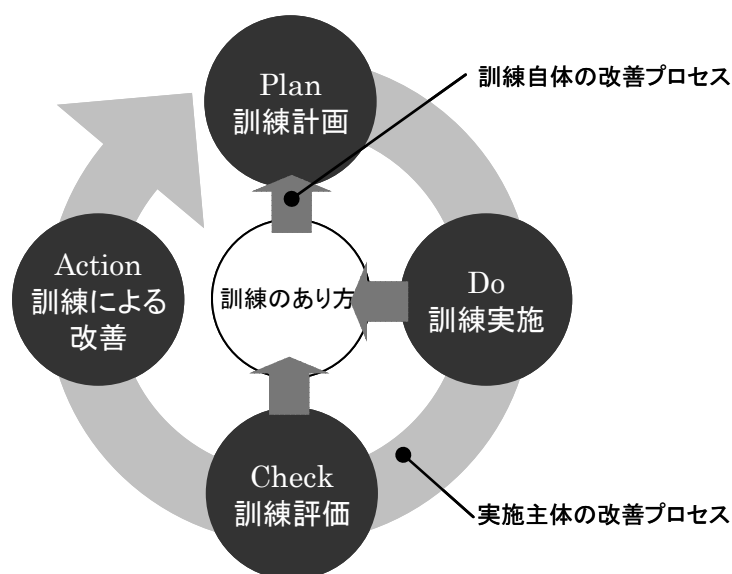 Plan
訓練計画
訓練自体の改善プロセス
Action
訓練による
改善
訓練のあり方
Do
訓練実施
Check
訓練評価
実施主体の改善プロセス